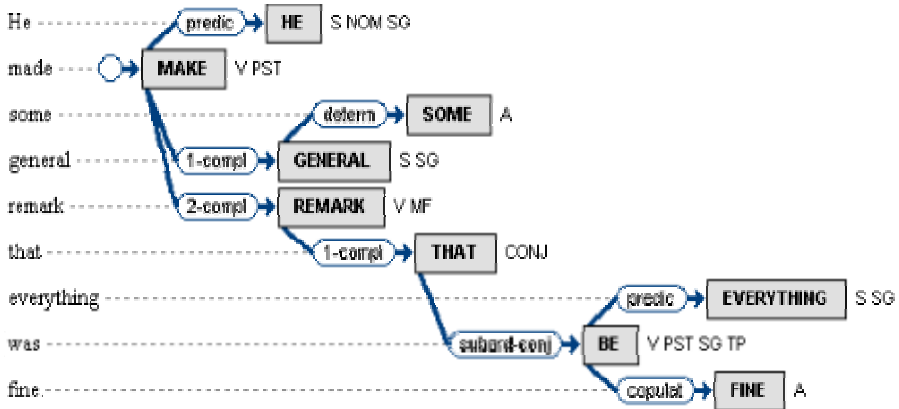 He predic HE S NOM SG
made MAKE V PST
some determ SOME A
general 1-compl GENERAL S SG
remark 2-compl REMARK V MF
that 1-compl THAT CONJ
everything predic EVERYTHING S SG
was subord-conj BE V PST SG TP
fine. copulat FINE A